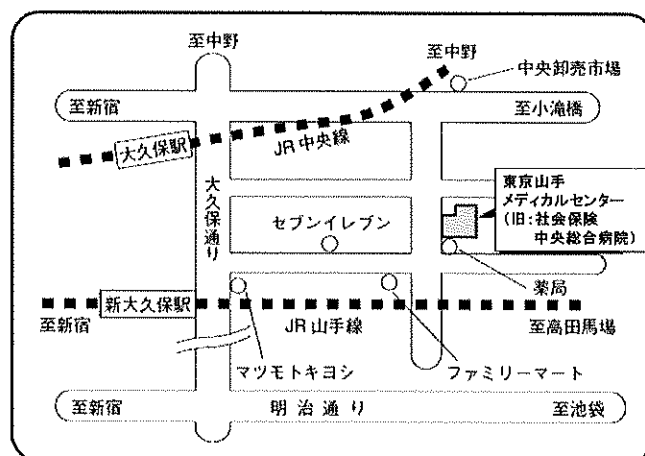 至中野
至中野
中央卸売市場
至新宿
至小滝橋
大久保駅
JR中央線
大久保通り
東京山手
メディカルセンター
(旧:社会保険
中央総合病院)
セブンイレブン
薬局
新大久保駅
至新宿
JR山手線
至高田馬場
マツモトキヨシ
ファミリーマート
至新宿
明治通り
至池袋